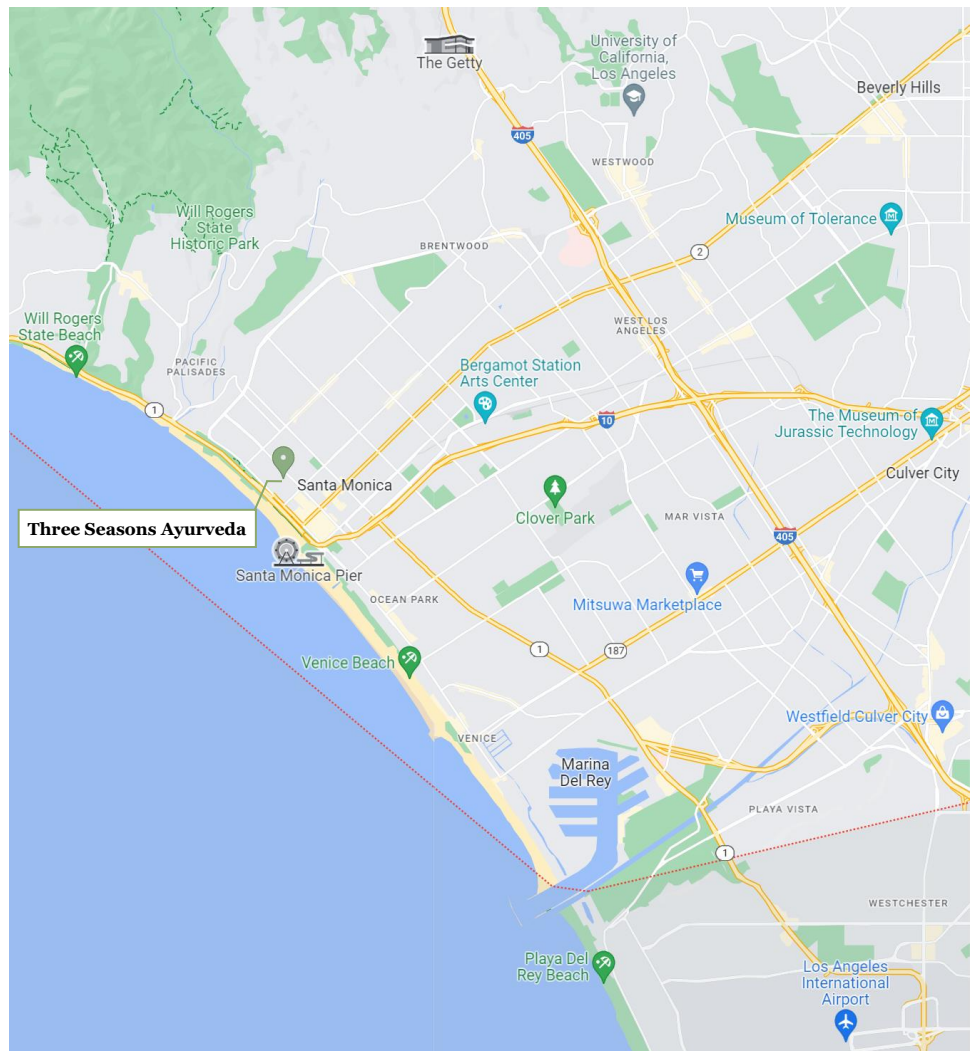 The Getty
University of
California,
Los Angeles
Beverly Hills
405
WESTWOOD
Will Rogers
State
Historic Park
Museum of Tolerance
BRENTWOOD
2
Will Rogers
State Beach
WEST LOS
ANGELES
PACIFIC
PALISADES
Bergamot Station
Arts Center
1
10
The Museum of
Jurassic Technology
Santa Monica
Culver City
Three Seasons Ayurveda
Clover Park
MAR VISTA
405
Santa Monica Pier
OCEAN PARK
Mitsuwa Marketplace
1
187
Venice Beach
Westfield Culver City
VENICE
Marina
Del Rey
PLAYA VISTA
1
WESTCHESTER
Playa Del
Rey Beach
Los Angeles
International
Airport